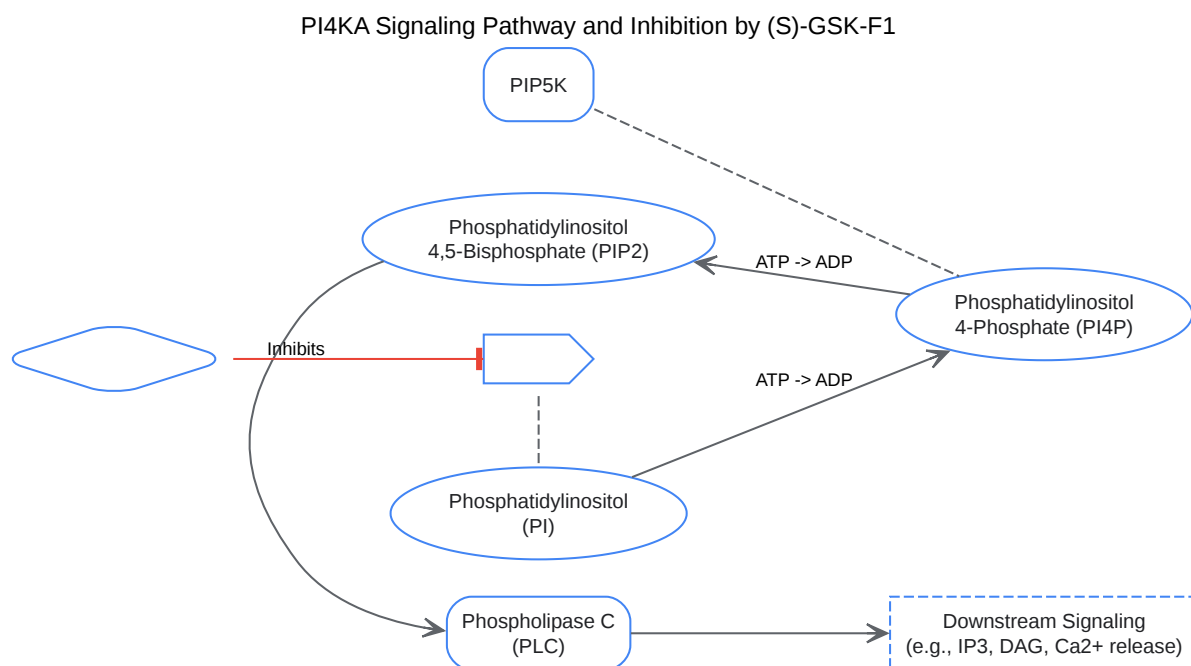 PI4KA Signaling Pathway and Inhibition by (S)-GSK-F1
PIP5K
Phosphatidylinositol
4,5-Bisphosphate (PIP2)
ATP -> ADP
Phosphatidylinositol
4-Phosphate (PI4P)
Inhibits
ATP -> ADP
Phosphatidylinositol
(PI)
Phospholipase C
(PLC)
Downstream Signaling
(e.g., IP3, DAG, Ca2+ release)